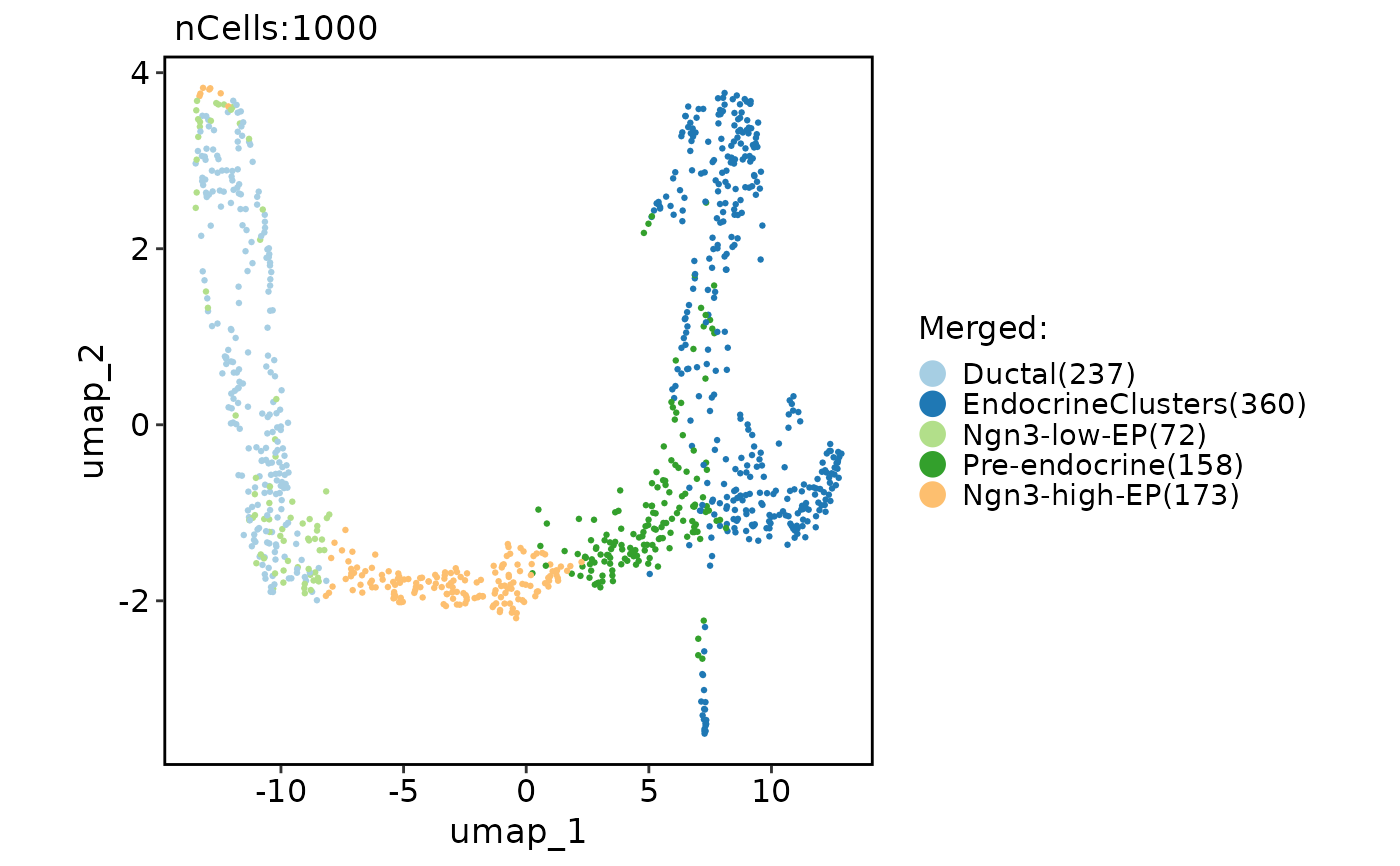 nCells:1000
4
2
0
-2
umap_2
-10
-5
0
5
10
umap_1
Merged:
Ductal(237)
EndocrineClusters(360)
Ngn3-low-EP(72)
Pre-endocrine(158)
Ngn3-high-EP(173)